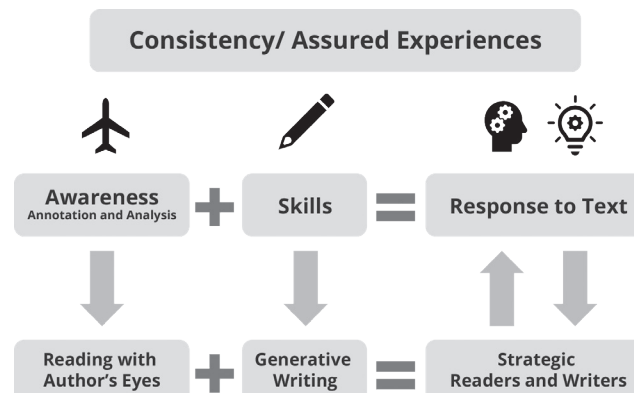 Consistency/ Assured Experiences
Awareness
Annotation and Analysis
+
Skills
=
Response to Text
Reading with
Author's Eyes
+
Generative
Writing
=
Strategic
Readers and Writers